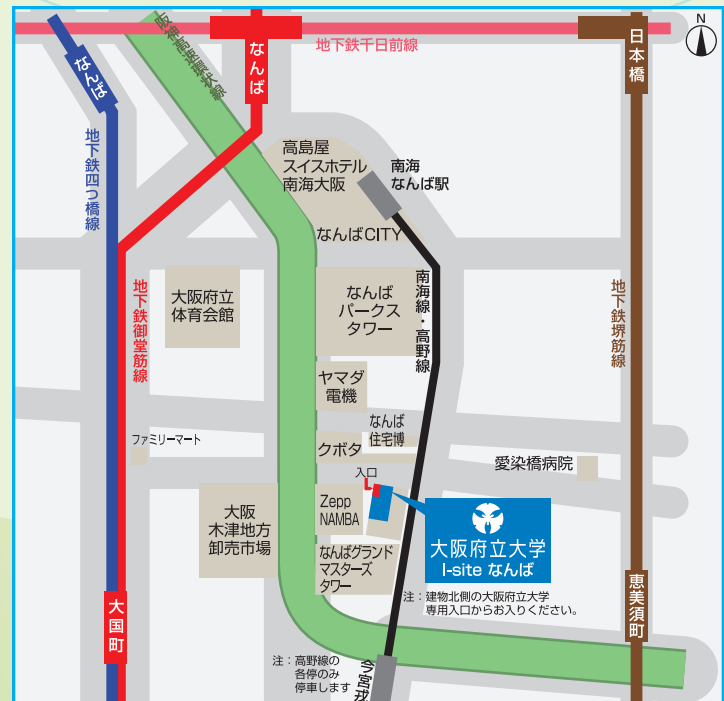 N
阪神高速環状線
地下鉄千日前線
なんば
なんば
日本橋
地下鉄四つ橋線
高島屋
スイスホテル
南海大阪
南海
なんば駅
なんばCITY
大阪府立
体育会館
なんば
パークス
タワー
南海線・高野線
地下鉄御堂筋線
地下鉄堺筋線
ヤマダ
電機
なんば
住宅博
ファミリーマート
クボタ
愛染橋病院
入口
大阪
木津地方
卸売市場
Zepp
NAMBA
大阪府立大学
I-site なんば
なんばグランド
マスターズ
タワー
注：建物北側の大阪府立大学
専用入口からお入りください。
大国町
恵美須町
注：高野線の
各停のみ
停車します
今宮戎